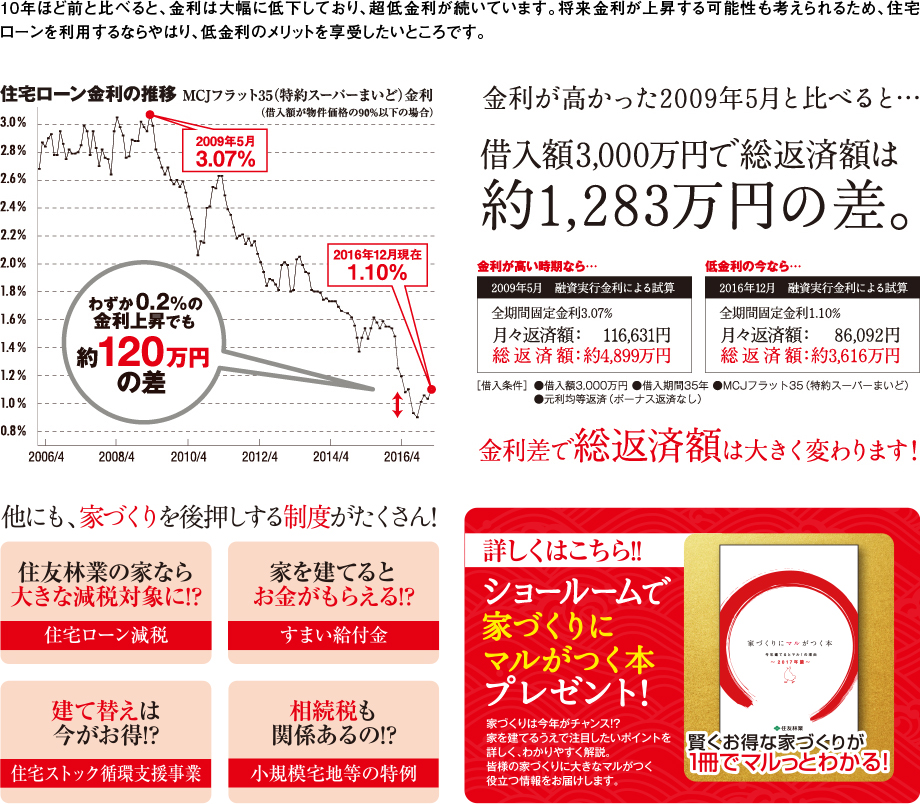 10年ほど前と比べると、金利は大幅に低下しており、超低金利が続いています。将来金利が上昇する可能性も考えられるため、住宅
ローンを利用するならやはり、低金利のメリットを享受したいところです。
住宅ローン金利の推移 MCJフラット35（特約スーパーまいど）金利
（借入額が物件価格の90%以下の場合）
3.0%
2.8%
2.6%
2.4%
2.2%
2.0%
1.8%
1.6%
1.4%
1.2%
1.0%
0.8%
2006/4 2008/4 2010/4 2012/4 2014/4 2016/4
2009年5月
3.07%
2016年12月現在
1.10%
わずか0.2%の
金利上昇でも
約120万円
の差
金利が高かった2009年5月と比べると…
借入額3,000万円で総返済額は
約1,283万円の差。
金利が高い時期なら…
2009年5月 融資実行金利による試算
全期間固定金利3.07%
月々返済額： 116,631円
総返済額：約4,899万円
低金利の今なら…
2016年12月 融資実行金利による試算
全期間固定金利1.10%
月々返済額： 86,092円
総返済額：約3,616万円
［借入条件］ ●借入額3,000万円 ●借入期間35年 ●MCJフラット35（特約スーパーまいど）
●元利均等返済（ボーナス返済なし）
金利差で総返済額は大きく変わります！
他にも、家づくりを後押しする制度がたくさん！
住友林業の家なら
大きな減税対象に!?
住宅ローン減税
家を建てると
お金がもらえる!?
すまい給付金
建て替えは
今がお得!?
住宅ストック循環支援事業
相続税も
関係あるの!?
小規模宅地等の特例
詳しくはこちら!!
ショールームで
家づくりに
マルがつく本
プレゼント！
家づくりは今年がチャンス!?
家を建てるうえで注目したいポイントを
詳しく、わかりやすく解説。
皆様の家づくりに大きなマルがつく
役立つ情報をお届けします。
家づくりにマルがつく本
今年建てるとマル！の理由
〜2017年版〜
住友林業
賢くお得な家づくりが
1冊でマルっとわかる！